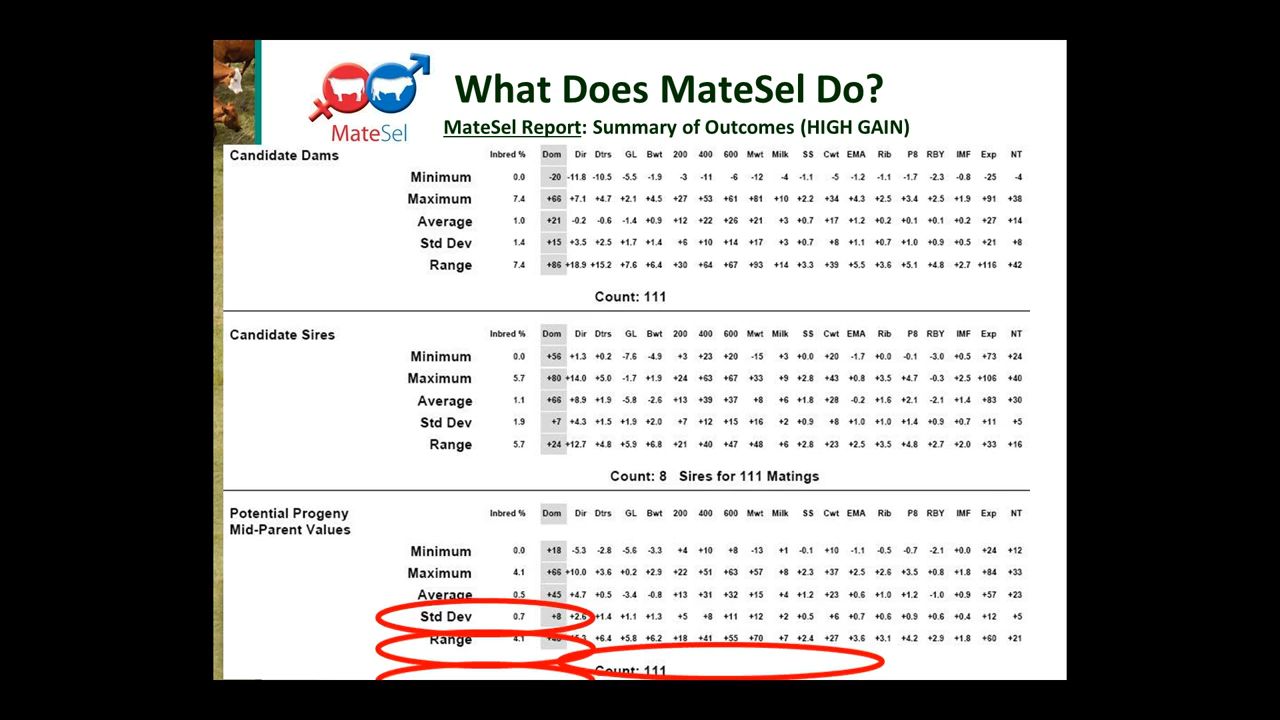 What Does MateSel Do?
MateSel
MateSel Report: Summary of Outcomes (HIGH GAIN)
Candidate Dams Inbred % Dom Dir Dtrs GL Bwt 200 400 600 Mwt Milk SS Cwt EMA Rib P8 RBY IMF Exp NT
Minimum 0.0 -20 -11.8 -10.5 -5.5 -1.9 -3 -11 -6 -12 -4 -1.1 -5 -1.2 -1.1 -1.7 -2.3 -0.8 -25 -4
Maximum 7.4 +66 +7.1 +4.7 +2.1 +4.5 +27 +53 +61 +81 +10 +2.2 +34 +4.3 +2.5 +3.4 +2.5 +1.9 +91 +38
Average 1.0 +21 -0.2 -0.6 -1.4 +0.9 +12 +22 +26 +21 +3 +0.7 +17 +1.2 +0.2 +0.1 +0.1 +0.2 +27 +14
Std Dev 1.4 +15 +3.5 +2.5 +1.7 +1.4 +6 +10 +14 +17 +3 +0.7 +8 +1.1 +0.7 +1.0 +0.9 +0.5 +21 +8
Range 7.4 +86 +18.9 +15.2 +7.6 +6.4 +30 +64 +67 +93 +14 +3.3 +39 +5.5 +3.6 +5.1 +4.8 +2.7 +116 +42
Count: 111
Candidate Sires Inbred % Dom Dir Dtrs GL Bwt 200 400 600 Mwt Milk SS Cwt EMA Rib P8 RBY IMF Exp NT
Minimum 0.0 +56 +1.3 +0.2 -7.6 -4.9 +3 +23 +20 -15 +3 +0.0 +20 -1.7 +0.0 -0.1 -3.0 +0.5 +73 +24
Maximum 5.7 +80 +14.0 +5.0 -1.7 +1.9 +24 +63 +67 +33 +9 +2.8 +43 +0.8 +3.5 +4.7 -0.3 +2.5 +106 +40
Average 1.1 +66 +8.9 +1.9 -5.8 -2.6 +13 +39 +37 +8 +6 +1.8 +28 -0.2 +1.6 +2.1 -2.1 +1.4 +83 +30
Std Dev 1.9 +7 +4.3 +1.5 +1.9 +2.0 +7 +12 +15 +16 +2 +0.9 +8 +1.0 +1.0 +1.4 +0.9 +0.7 +11 +5
Range 5.7 +24 +12.7 +4.8 +5.9 +6.8 +21 +40 +47 +48 +6 +2.8 +23 +2.5 +3.5 +4.8 +2.7 +2.0 +33 +16
Count: 8 Sires for 111 Matings
Potential Progeny Inbred % Dom Dir Dtrs GL Bwt 200 400 600 Mwt Milk SS Cwt EMA Rib P8 RBY IMF Exp NT
Mid-Parent Values
Minimum 0.0 +18 -5.3 -2.8 -5.6 -3.3 +4 +10 +8 -13 +1 -0.1 +10 -1.1 -0.5 -0.7 -2.1 +0.0 +24 +12
Maximum 4.1 +66 +10.0 +3.6 +0.2 +2.9 +22 +51 +63 +57 +8 +2.3 +37 +2.5 +2.6 +3.5 +0.8 +1.8 +84 +33
Average 0.5 +45 +4.7 +0.5 -3.4 -0.8 +13 +31 +32 +15 +4 +1.2 +23 +0.6 +1.0 +1.2 -1.0 +0.9 +57 +23
Std Dev 0.7 +8 +2.6 +1.4 +1.1 +1.3 +5 +8 +11 +12 +2 +0.5 +6 +0.7 +0.6 +0.9 +0.6 +0.4 +12 +5
Range 4.1 +6.4 +5.8 +6.2 +18 +41 +55 +70 +7 +2.4 +27 +3.6 +3.1 +4.2 +2.9 +1.8 +60 +21
Count: 111